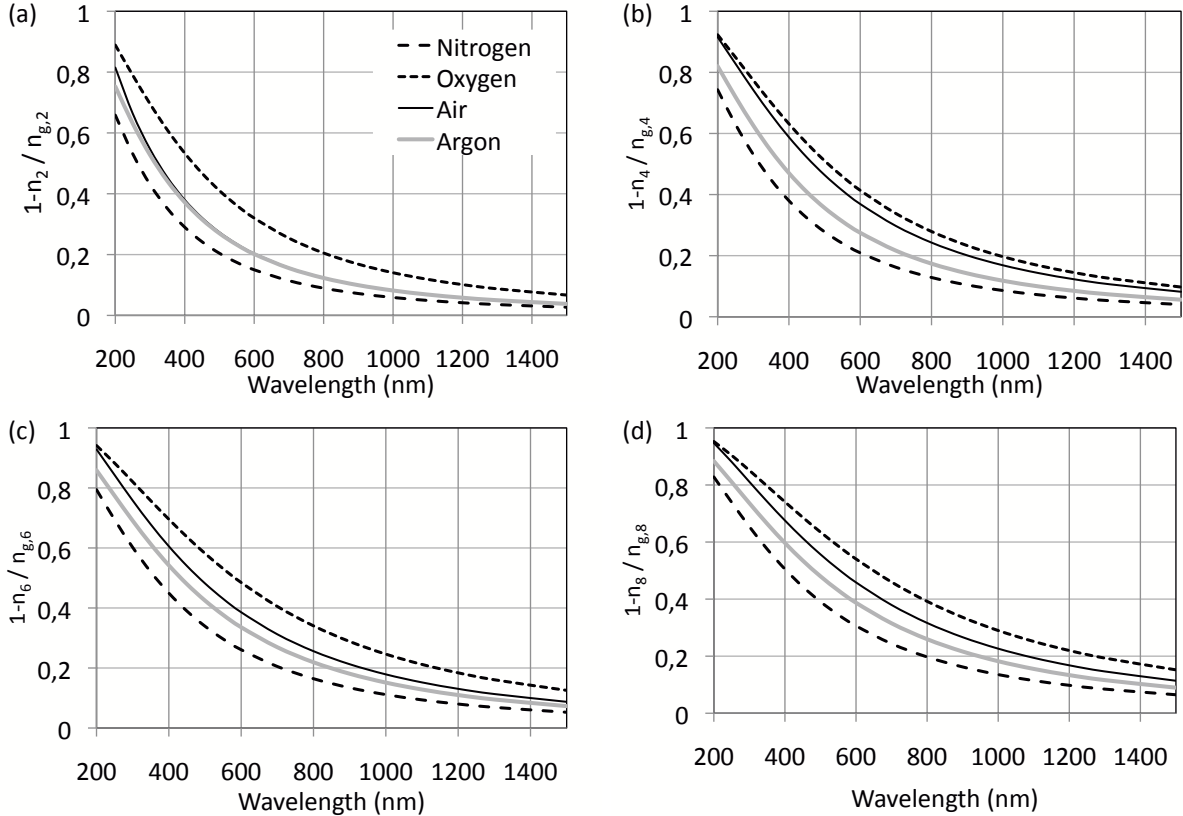 (a)
1
0,8
0,6
0,4
0,2
0
1-n2 / ng,2
Nitrogen
Oxygen
Air
Argon
200 400 600 800 1000 1200 1400
Wavelength (nm)
(b)
1
0,8
0,6
0,4
0,2
0
1-n4 / ng,4
200 400 600 800 1000 1200 1400
Wavelength (nm)
(c)
1
0,8
0,6
0,4
0,2
0
1-n6 / ng,6
200 400 600 800 1000 1200 1400
Wavelength (nm)
(d)
1
0,8
0,6
0,4
0,2
0
1-n8 / ng,8
200 400 600 800 1000 1200 1400
Wavelength (nm)